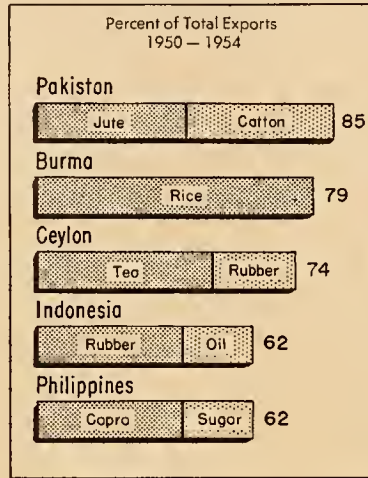 Percent of Total Exports
1950 — 1954
Pakistan
Jute Catton 85
Burma
Rice 79
Ceylon
Tea Rubber 74
Indonesia
Rubber Oil 62
Philippines
Copra Sugar 62